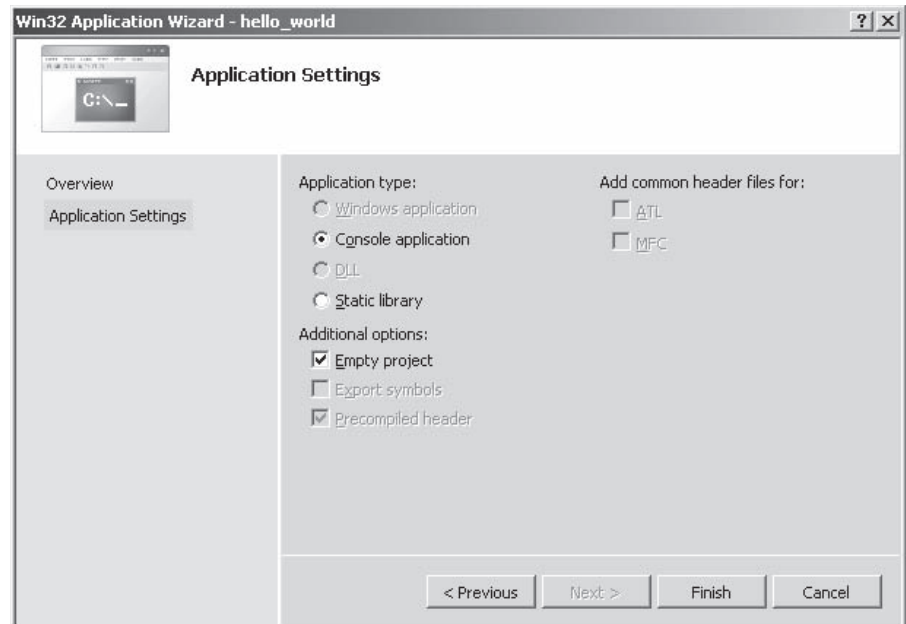 Win32 Application Wizard - hello_world
C:\_
Application Settings
Overview
Application Settings
Application type:
Windows application
Console application
DLL
Static library
Additional options:
Empty project
Export symbols
Precompiled header
Add common header files for:
ATL
MFC
< Previous
Next >
Finish
Cancel